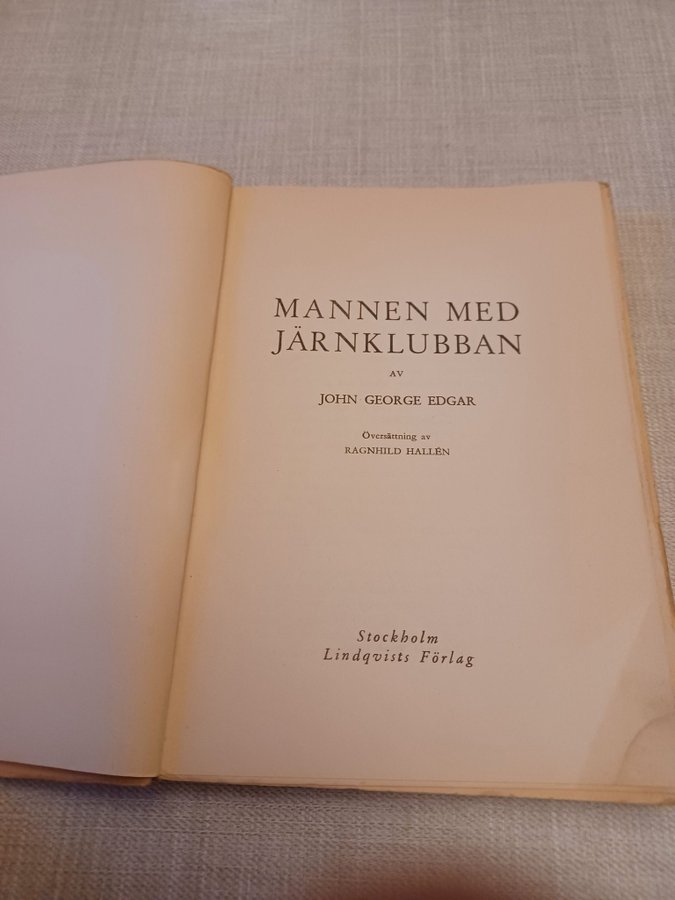 MANNEN MED
JÄRNKLUBBAN
AV
JOHN GEORGE EDGAR
Översättning av
RAGNHILD HALLÉN
Stockholm
Lindqvists Förlag